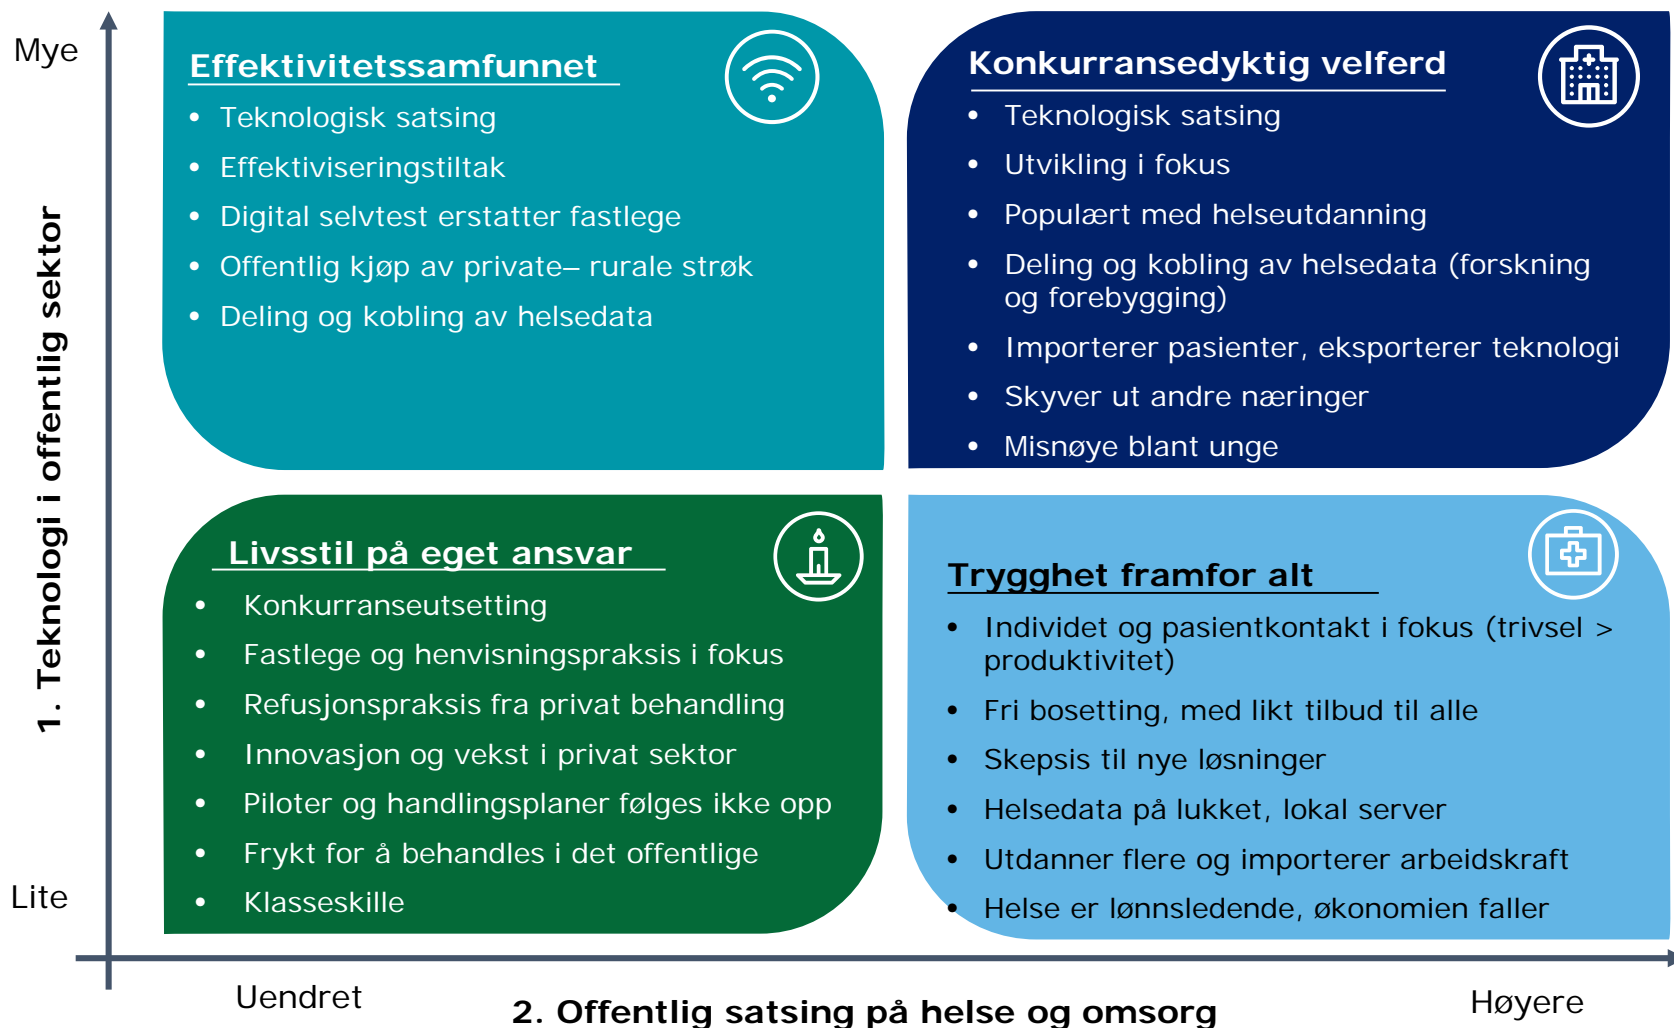 Mye
1. Teknologi i offentlig sektor
Lite
Effektivitetssamfunnet
• Teknologisk satsing
• Effektiviseringstiltak
• Digital selvtest erstatter fastlege
• Offentlig kjøp av private– rurale strøk
• Deling og kobling av helsedata
Konkurransedyktig velferd
• Teknologisk satsing
• Utvikling i fokus
• Populært med helseutdanning
• Deling og kobling av helsedata (forskning
og forebygging)
• Importerer pasienter, eksporterer teknologi
• Skyver ut andre næringer
• Misnøye blant unge
Livsstil på eget ansvar
• Konkurranseutsetting
• Fastlege og henvisningspraksis i fokus
• Refusjonspraksis fra privat behandling
• Innovasjon og vekst i privat sektor
• Piloter og handlingsplaner følges ikke opp
• Frykt for å behandles i det offentlige
• Klasseskille
Trygghet framfor alt
• Individet og pasientkontakt i fokus (trivsel >
produktivitet)
• Fri bosetting, med likt tilbud til alle
• Skepsis til nye løsninger
• Helsedata på lukket, lokal server
• Utdanner flere og importerer arbeidskraft
• Helse er lønnsledende, økonomien faller
Uendret
2. Offentlig satsing på helse og omsorg
Høyere